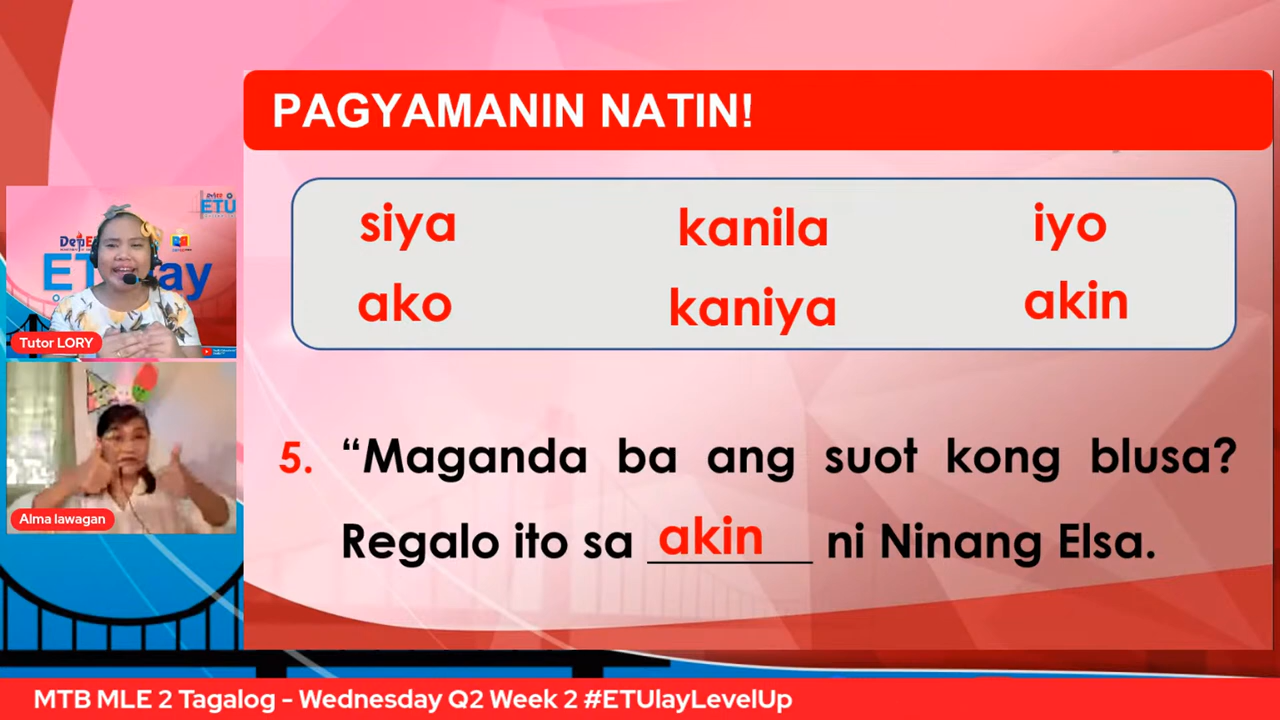 PAGYAMANIN NATIN!
siya kanila iyo
ako kaniya akin
5. “Maganda ba ang suot kong blusa?
Regalo ito sa akin ni Ninang Elsa.
ETU
Tutor LORY
Alma lawagan
MTB MLE 2 Tagalog - Wednesday Q2 Week 2 #ETUlayLevelUp